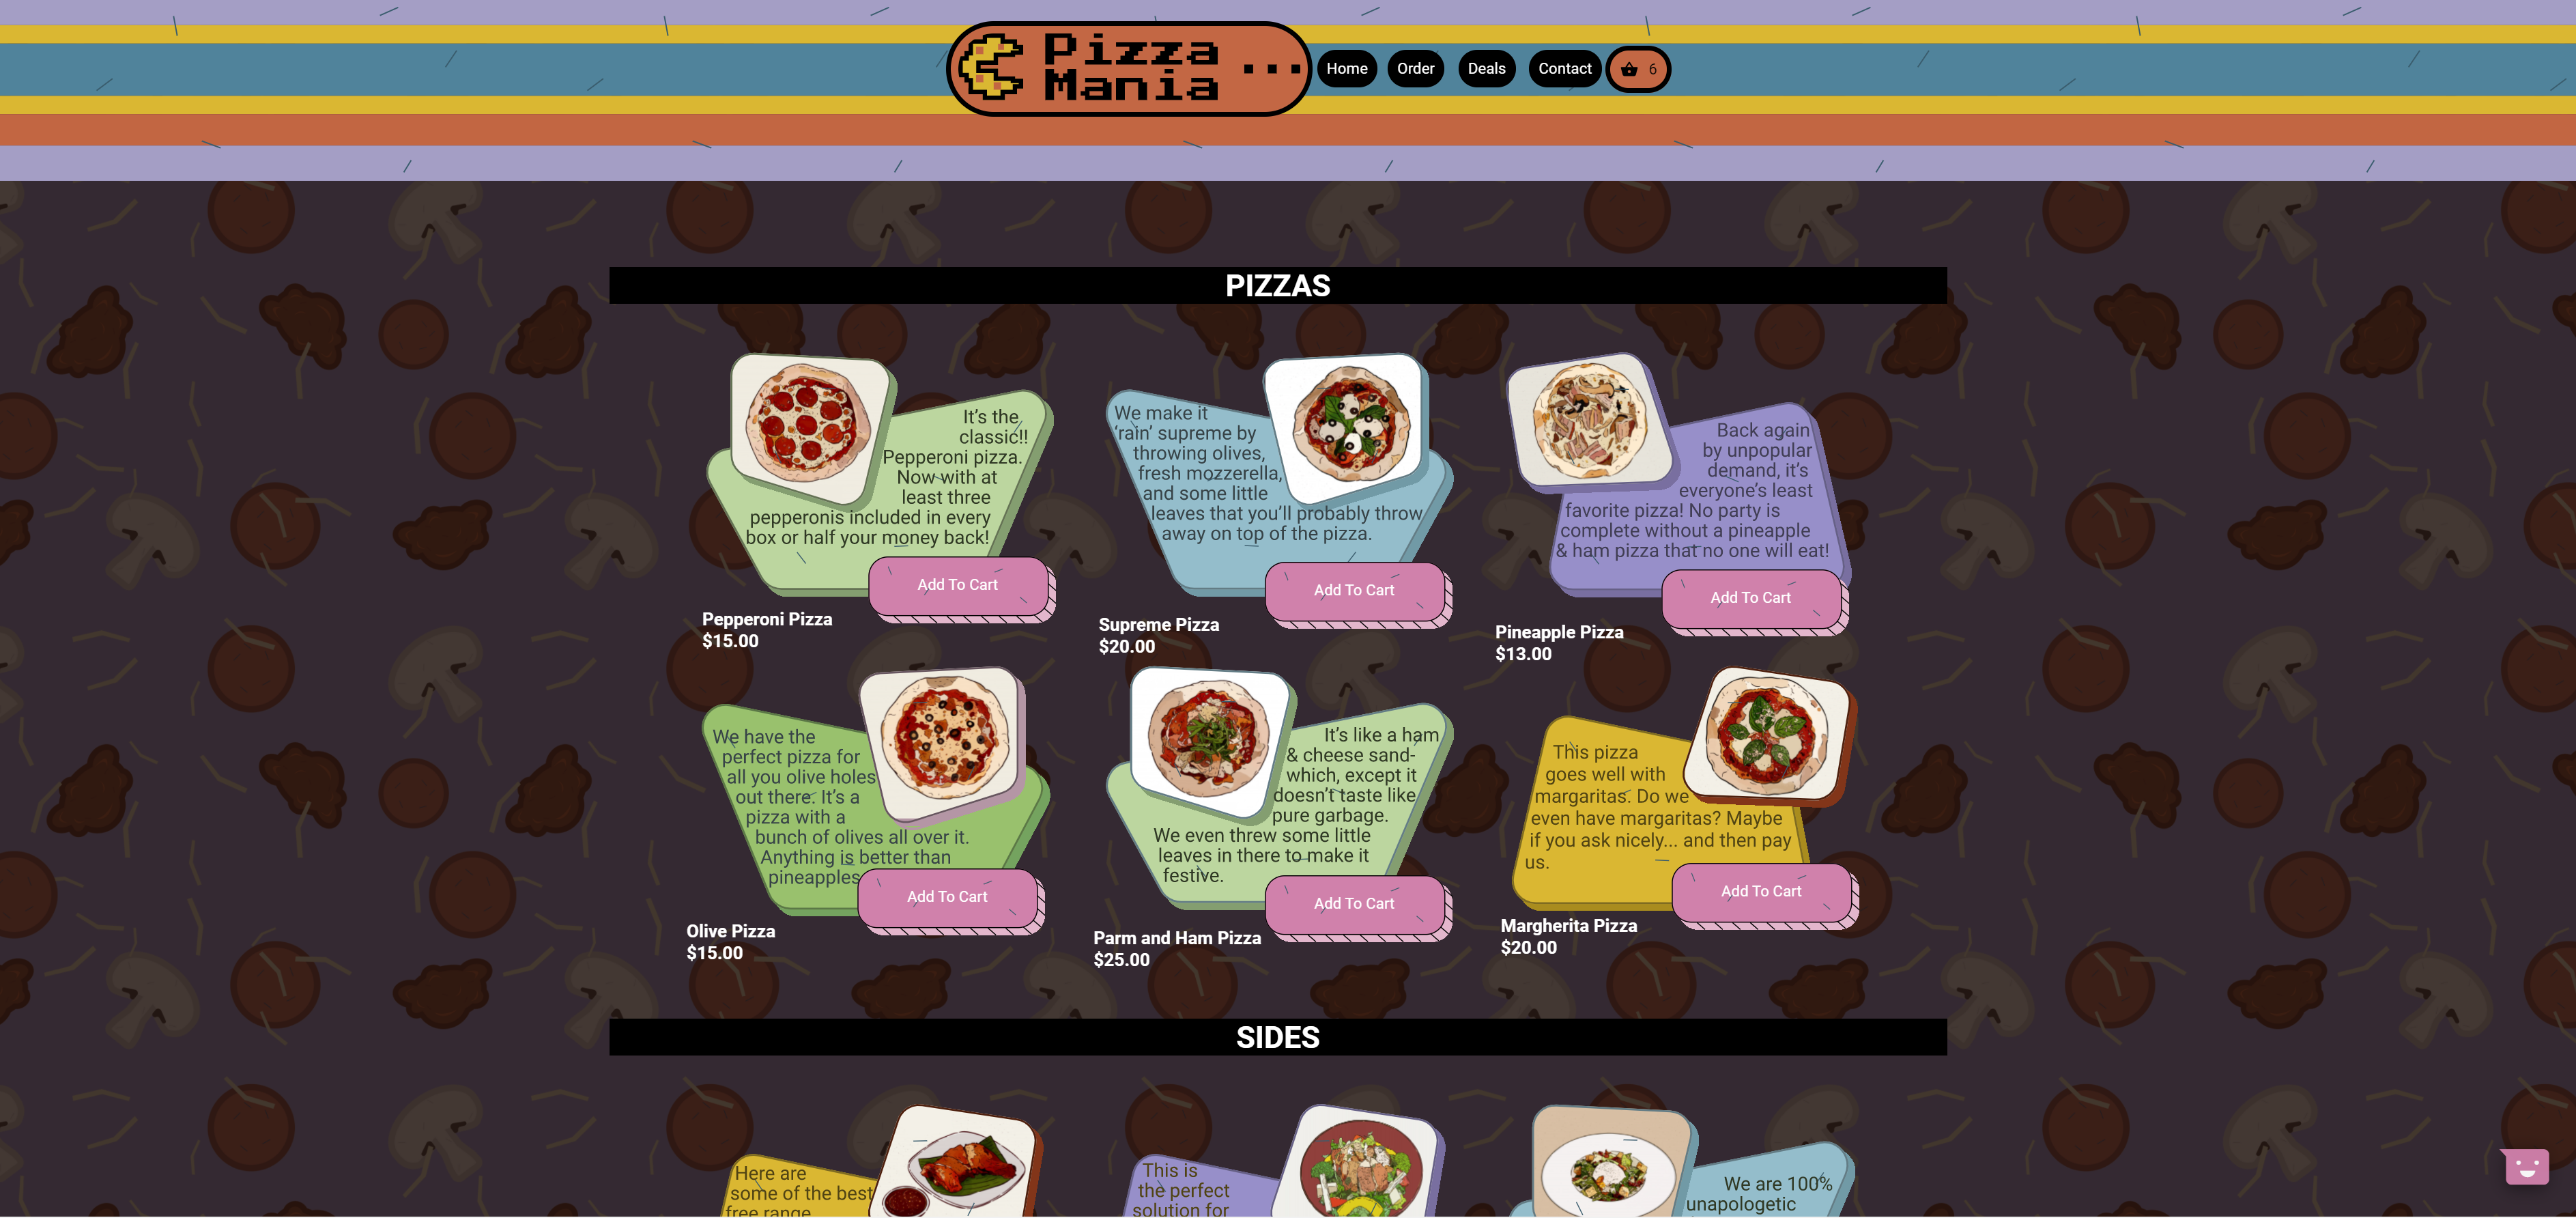 Pizza
Mania
Home
Order
Deals
Contact
6
PIZZAS
It's the
classic!!
Pepperoni pizza.
Now with at
least three
pepperonis included in every
box or half your money back!
Add To Cart
Pepperoni Pizza
$15.00
We make it
'rain' supreme by
throwing olives,
fresh mozzerella,
and some little
leaves that you'll probably throw
away on top of the pizza.
Add To Cart
Supreme Pizza
$20.00
Back again
by unpopular
demand, it's
everyone's least
favorite pizza! No party is
complete without a pineapple
& ham pizza that no one will eat!
Add To Cart
Pineapple Pizza
$13.00
We have the
perfect pizza for
all you olive holes
out there. It's a
pizza with a
bunch of olives all over it.
Anything is better than
pineapples
Add To Cart
Olive Pizza
$15.00
It's like a ham
& cheese sand-
which, except it
doesn't taste like
pure garbage.
We even threw some little
leaves in there to make it
festive.
Add To Cart
Parm and Ham Pizza
$25.00
This pizza
goes well with
margaritas. Do we
even have margaritas? Maybe
if you ask nicely... and then pay
us.
Add To Cart
Margherita Pizza
$20.00
SIDES
Here are
some of the best
free range
This is
the perfect
solution for
We are 100%
unapologetic